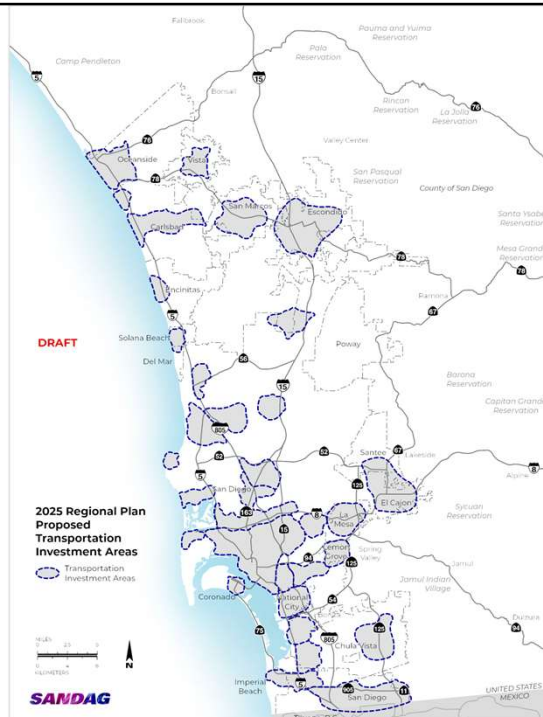 Fallbrook
Pauma and Yuima
Reservation
Pala
Reservation
Camp Pendleton
5
15
Bonsall
Rincan
Reservation
La Jolla
Reservation
76
76
Valley Center
Oceanside
Vista
78
San Pasqual
Reservation
County of San Diego
San Marcos
Escondido
Carlsbad
Santa Ysabel
Reservation
Mesa Grande
Reservation
78
78
Encinitas
Ramona
67
5
Solana Beach
DRAFT
Poway
Del Mar
56
Barona
Reservation
15
Capitan Grande
Reservation
805
52
52
Santee
67
Lakeside
5
8
Alpine
San Diego
125
El Cajon
2025 Regional Plan
Proposed
Transportation
Investment Areas
163
8
La
Mesa
Sycuan
Reservation
15
Transportation
Investment Areas
Lemon
Grove
Spring
Valley
94
125
Jamul
Jamul Indian
Village
Coronado
National
City
54
Dulzura
94
75
805
125
Chula Vista
MILES
KILOMETERS
N
Imperial
Beach
5
905
San Diego
11
UNITED STATES
MEXICO
SANDAG